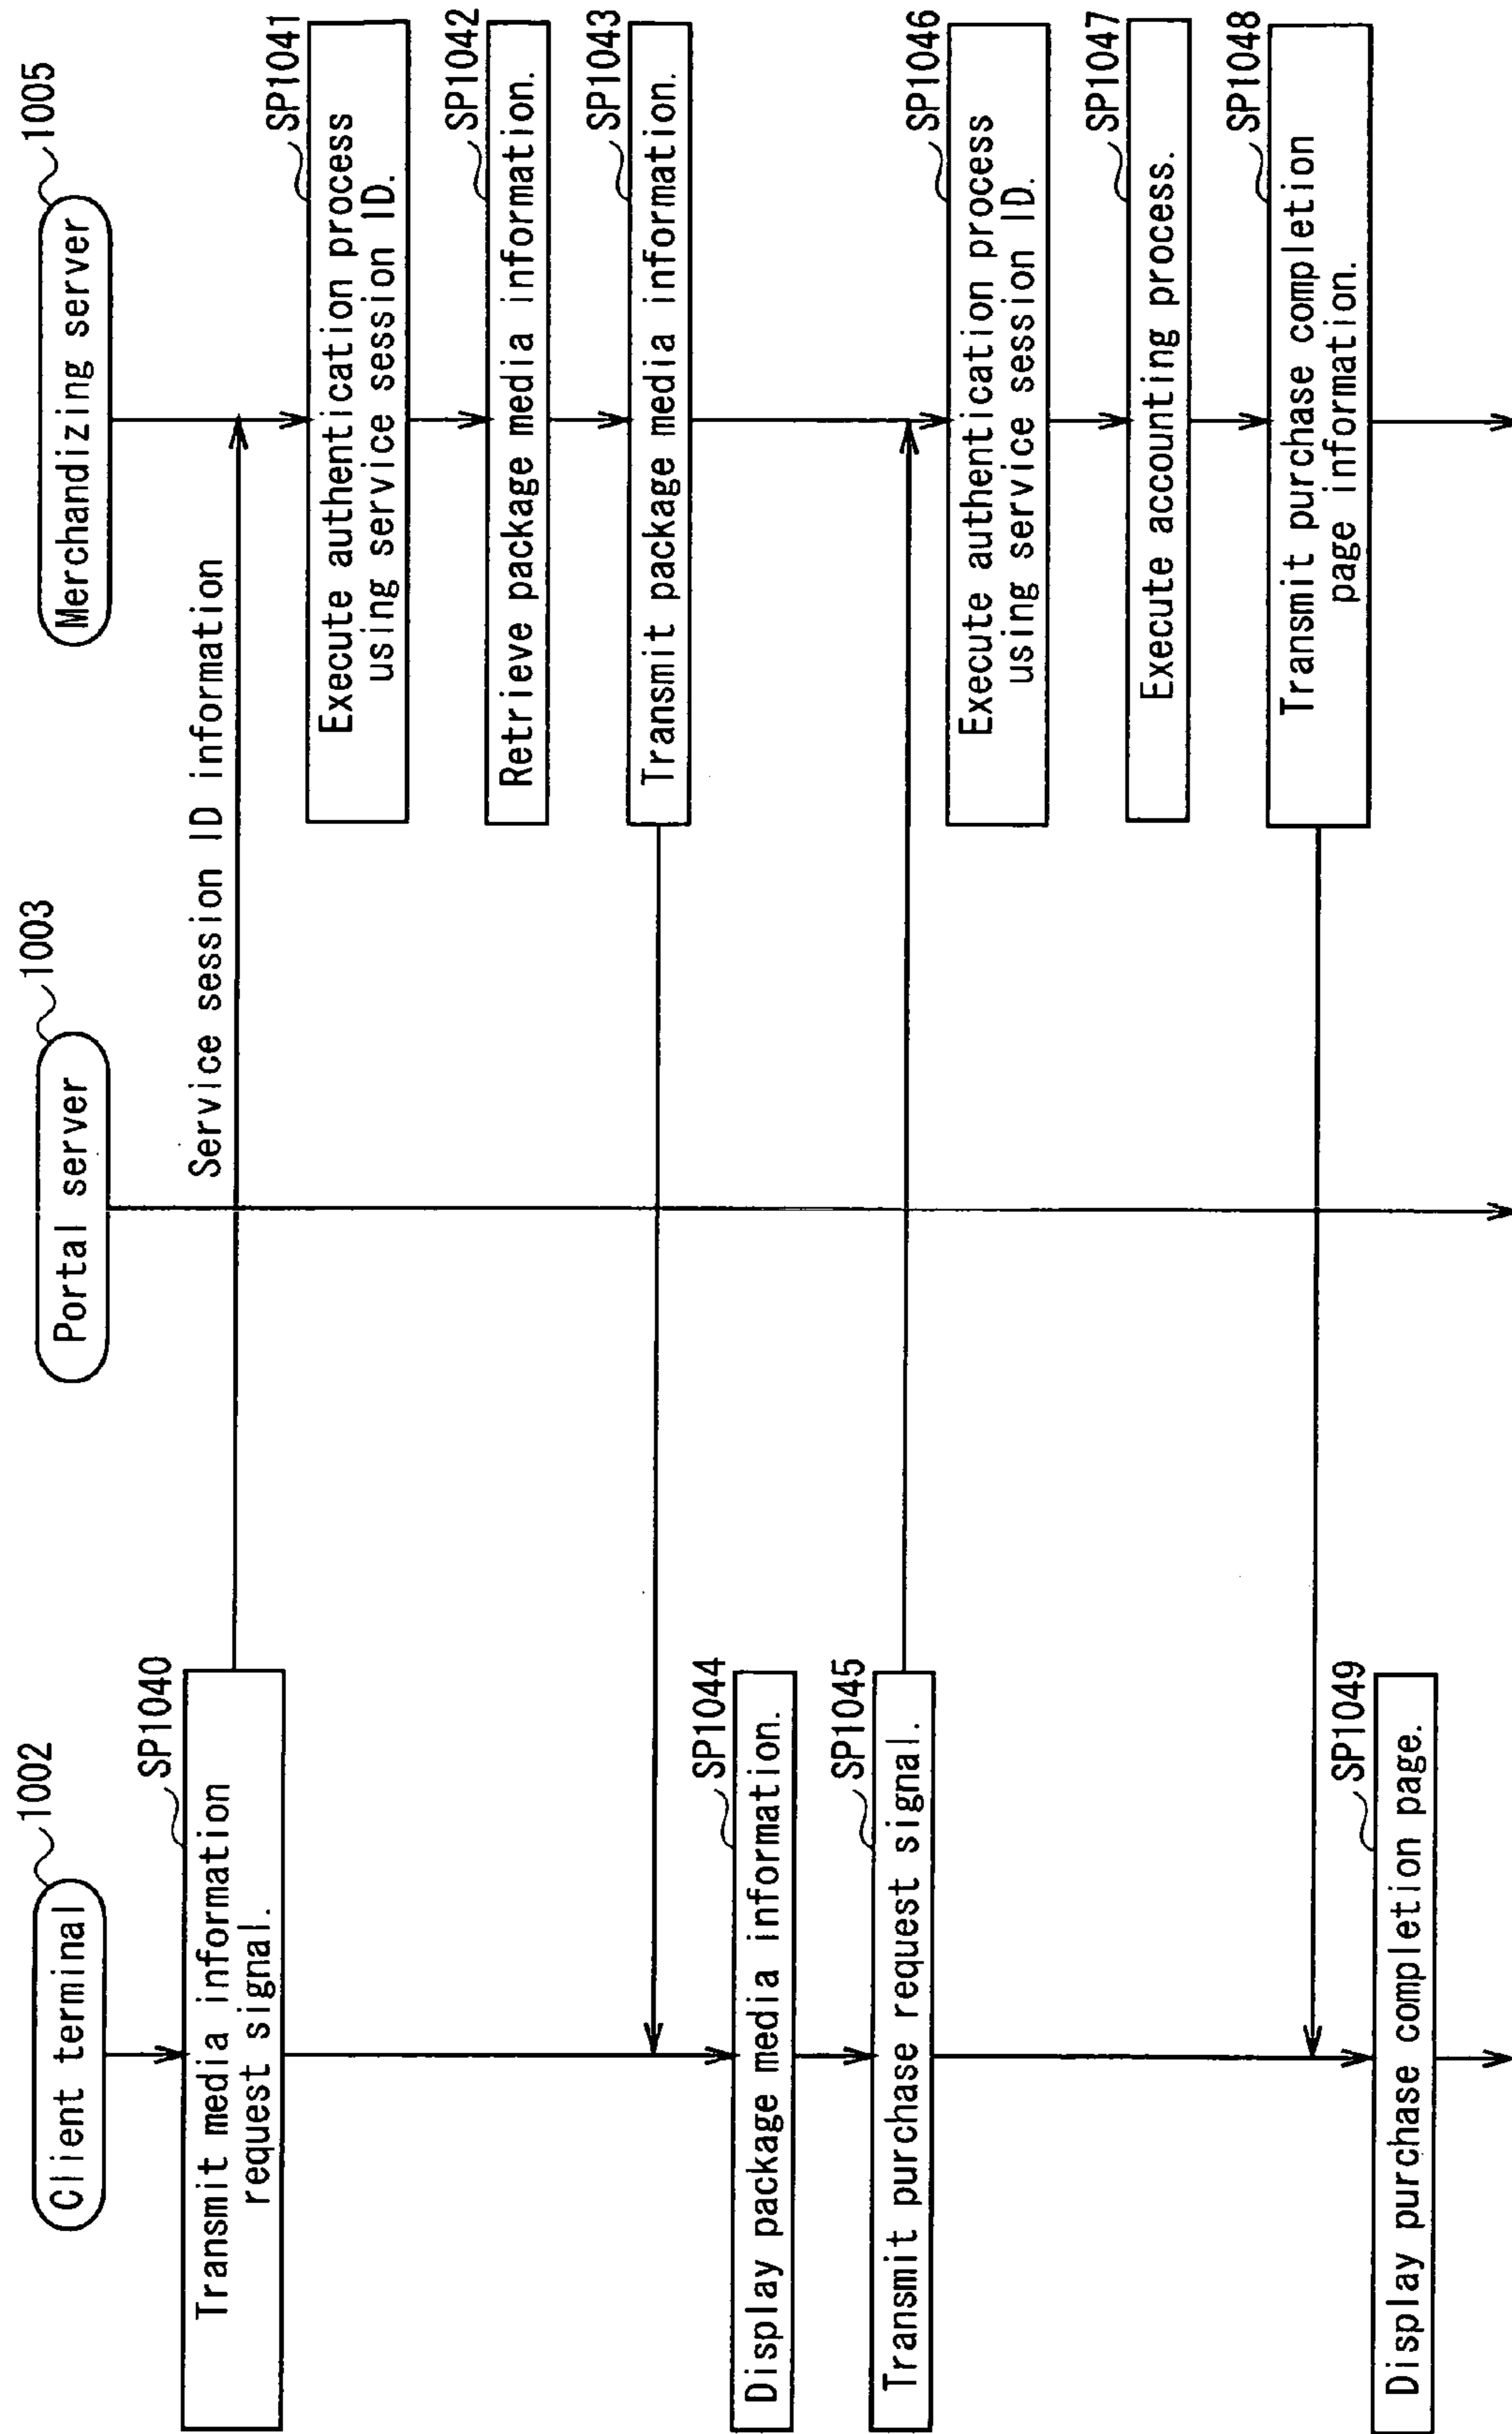 Client terminal
1002
Portal server
1003
Merchandizing server
1005
SP1040
Transmit media information
request signal.
Service session ID information
SP1041
Execute authentication process
using service session ID.
SP1042
Retrieve package media information.
SP1043
Transmit package media information.
SP1044
Display package media information.
SP1045
Transmit purchase request signal.
SP1046
Execute authentication process
using service session ID.
SP1047
Execute accounting process.
SP1048
Transmit purchase completion
page information.
SP1049
Display purchase completion page.